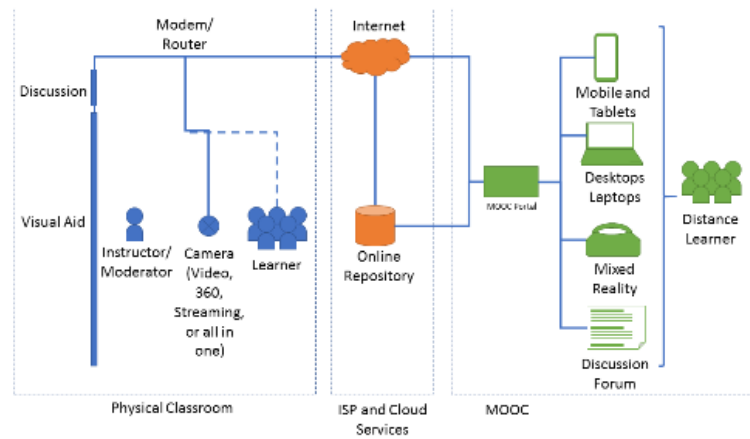 Modem/
Router
Internet
Discussion
Mobile and
Tablets
Visual Aid
Desktops
Laptops
MOOC Portal
Distance
Learner
Instructor/
Moderator
Camera
(Video,
360,
Streaming,
or all in
one)
Learner
Online
Repository
Mixed
Reality
Discussion
Forum
Physical Classroom
ISP and Cloud
Services
MOOC